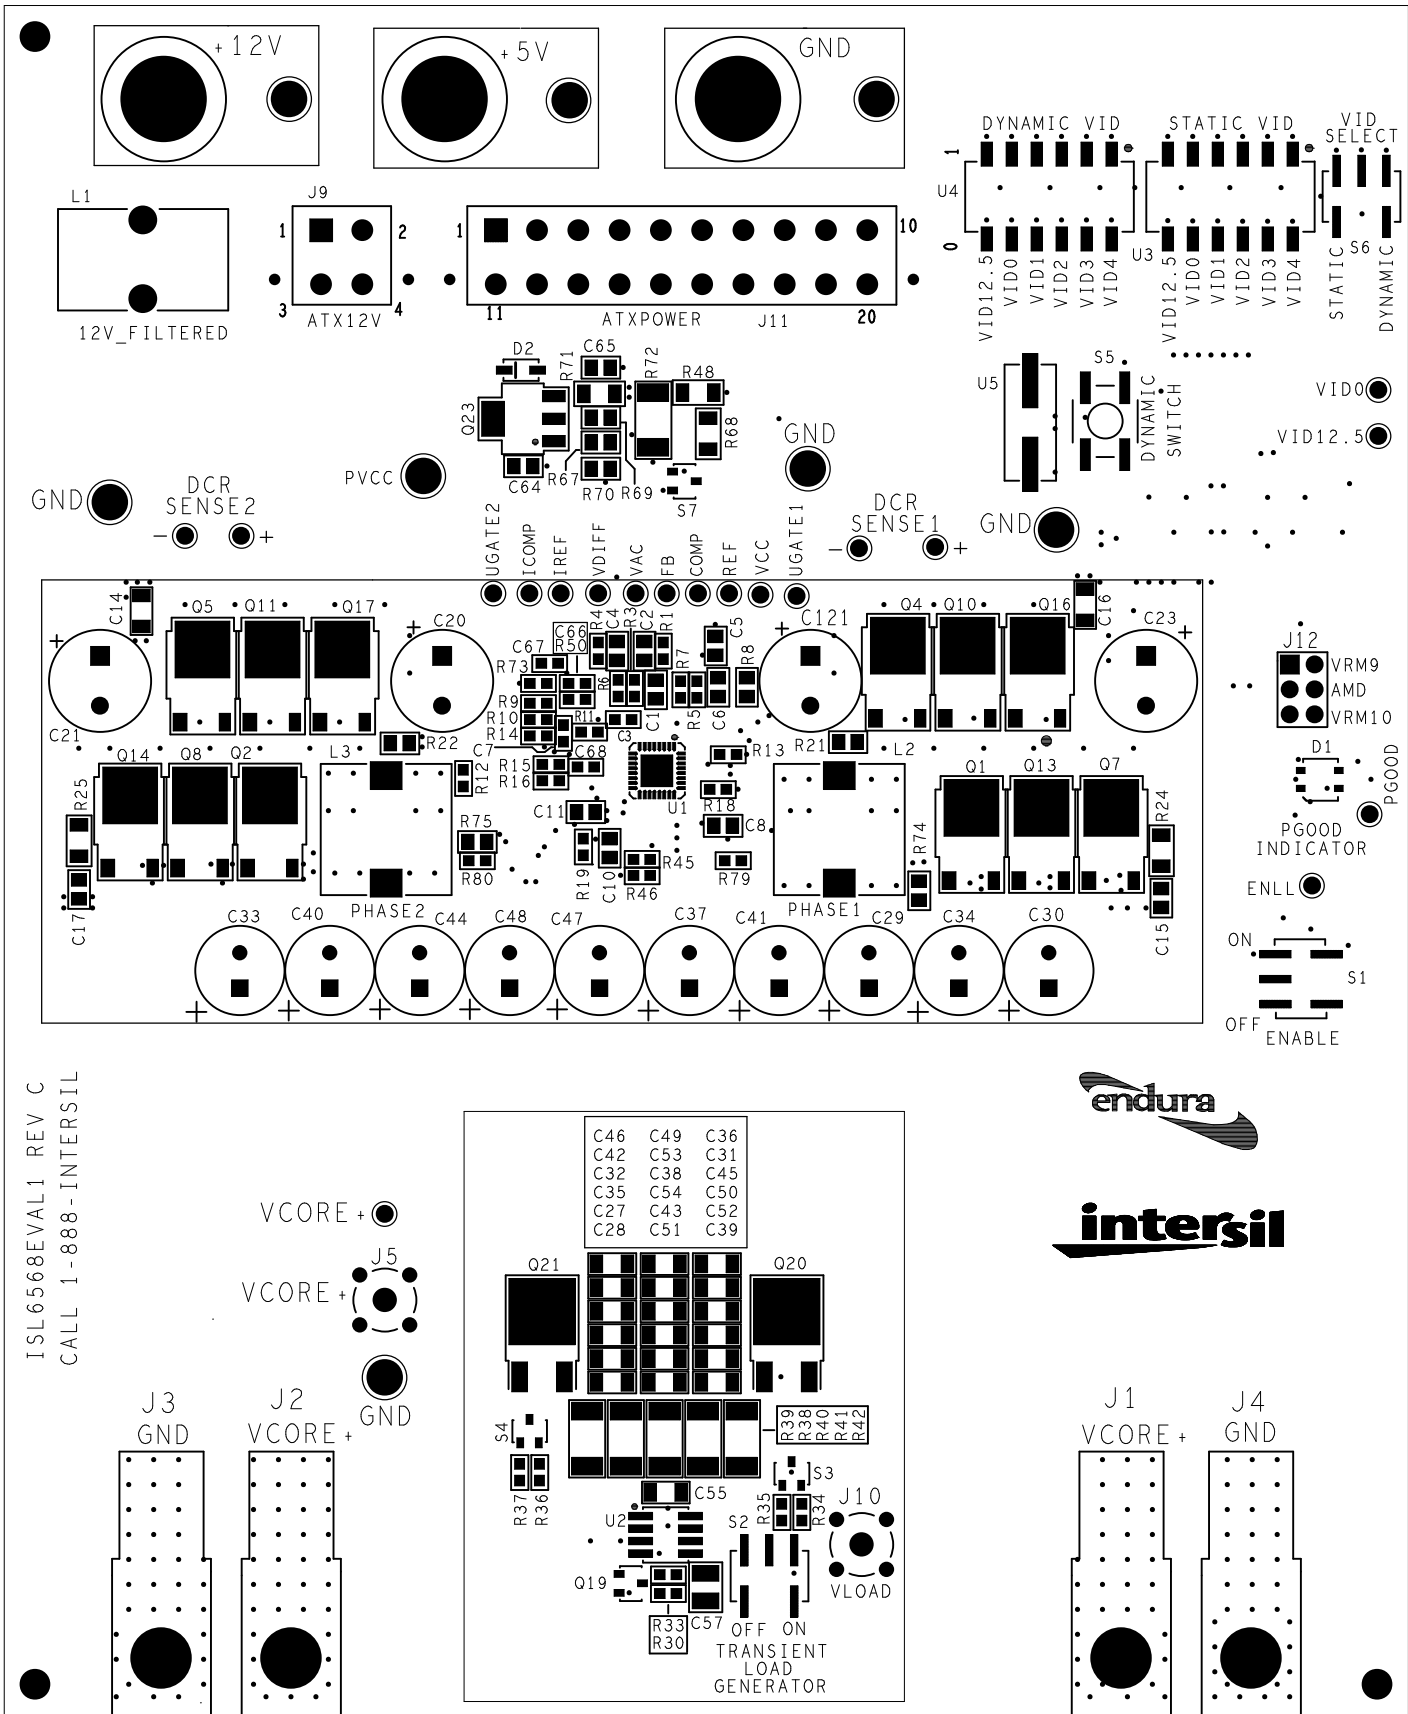 +12V
+5V
GND
DYNAMIC VID
STATIC VID
VID
SELECT
L1
12V_FILTERED
J9
1
2
3
4
ATX12V
1
10
11
20
ATXPOWER
J11
1
0
U4
VID12.5
VID0
VID1
VID2
VID3
VID4
U3
VID12.5
VID0
VID1
VID2
VID3
VID4
S6
STATIC
DYNAMIC
D2
R71
C65
R72
R48
Q23
R68
C64
R67
R70
R69
S7
U5
S5
DYNAMIC
SWITCH
VID0
VID12.5
GND
PVCC
GND
DCR
SENSE2
- +
DCR
SENSE1
- +
GND
UGATE2
ICOMP
IREF
VDIFF
VAC
FB
COMP
REF
VCC
UGATE1
C14
Q5
Q11
Q17
C20
C66
R50
C67
R73
R4
C4
R3
C2
R1
C5
C121
Q4
Q10
Q16
C16
C23
R9
R10
R14
R6
R11
C3
C1
R7
R5
C6
R8
J12
VRM9
AMD
VRM10
C21
Q14
Q8
Q2
L3
R22
C7
R12
R15
R16
C68
U1
R13
R21
L2
Q1
Q13
Q7
D1
PGOOD
R25
R75
C11
R18
C8
R74
R24
PGOOD
INDICATOR
C17
R80
R19
C10
R45
R46
R79
C15
ENLL
PHASE2
PHASE1
C33
C40
C44
C48
C47
C37
C41
C29
C34
C30
ON
OFF
S1
ENABLE
ISL6568EVAL1 REV C
CALL 1-888-INTERSIL
endura
intersil
C46 C49 C36
C42 C53 C31
C32 C38 C45
C35 C54 C50
C27 C43 C52
C28 C51 C39
VCORE+
J5
VCORE+
GND
Q21
Q20
R39
R38
R40
R41
R42
S4
S3
R37
R36
C55
R35
R34
J10
VLOAD
U2
S2
Q19
C57
R33
R30
OFF ON
TRANSIENT
LOAD
GENERATOR
J3
GND
J2
VCORE+
J1
VCORE+
J4
GND